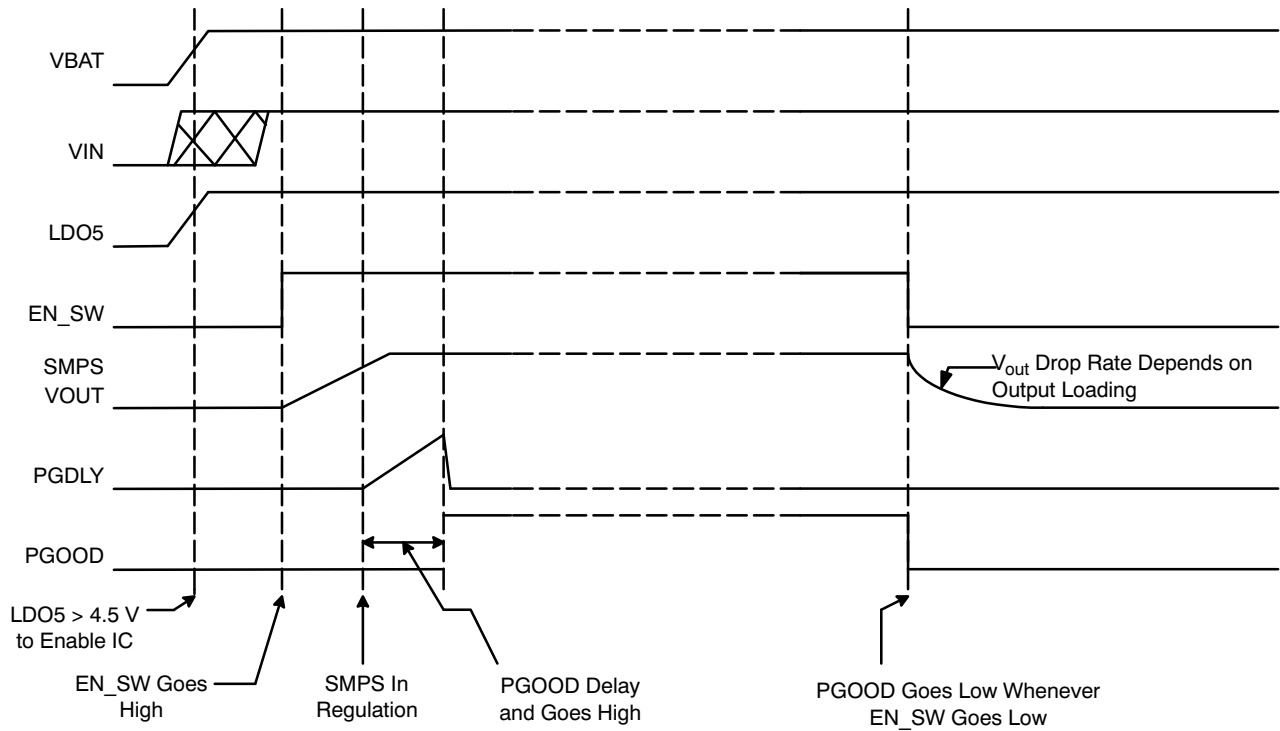 VBAT
VIN
LDO5
EN_SW
SMPS
VOUT
Vout Drop Rate Depends on
Output Loading
PGDLY
PGOOD
LDO5 > 4.5 V
to Enable IC
EN_SW Goes
High
SMPS In
Regulation
PGOOD Delay
and Goes High
PGOOD Goes Low Whenever
EN_SW Goes Low